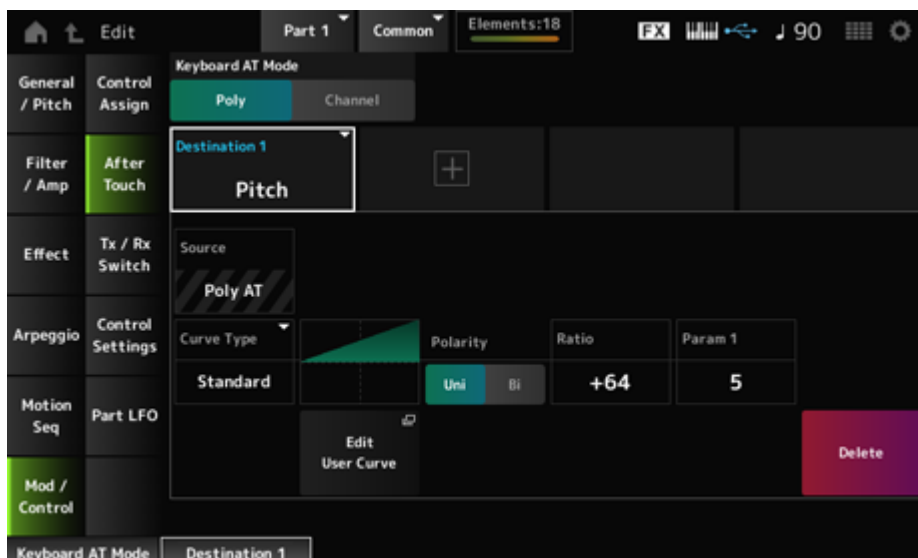 Edit
Part 1
Common
Elements:18
FX
♩ 90
General
/ Pitch
Control
Assign
Keyboard AT Mode
Poly
Channel
Filter
/ Amp
After
Touch
Destination 1
Pitch
Effect
Tx / Rx
Switch
Source
Poly AT
Arpeggio
Control
Settings
Curve Type
Standard
Polarity
Uni
Bi
Ratio
+64
Param 1
5
Motion
Seq
Part LFO
Edit
User Curve
Delete
Mod /
Control
Keyboard AT Mode
Destination 1